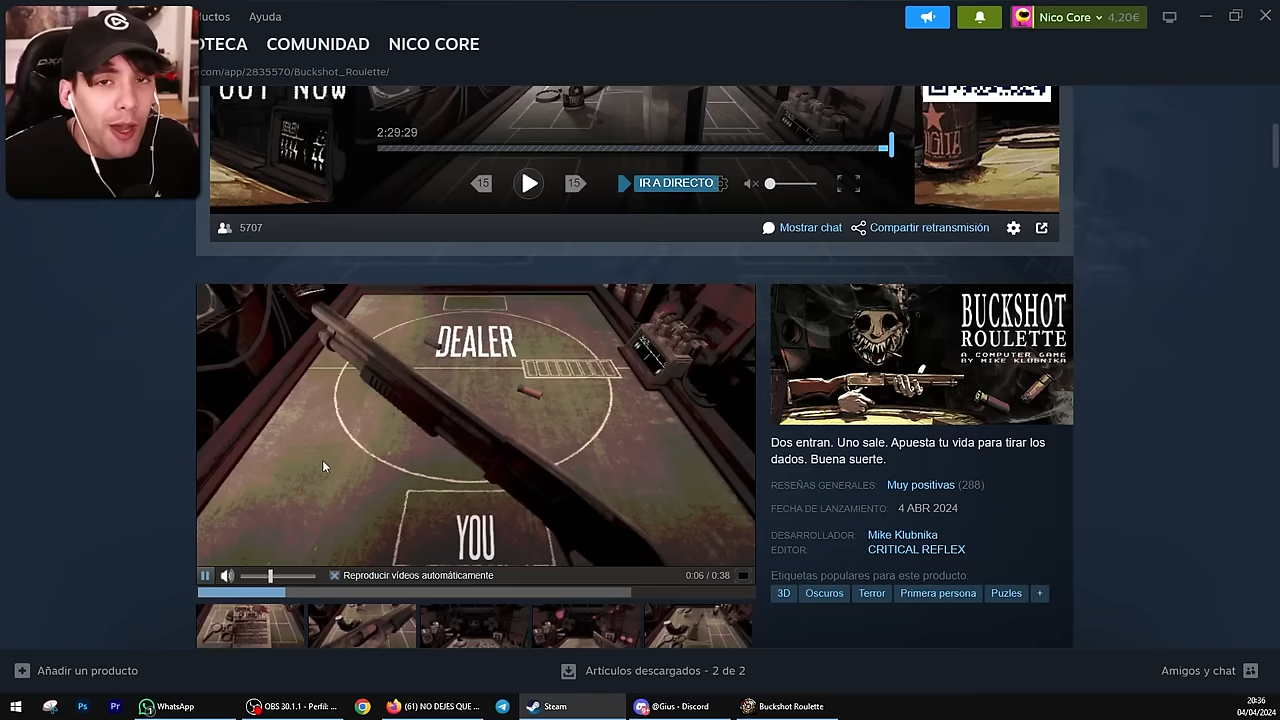 uctos Ayuda
OTECA COMUNIDAD NICO CORE
Nico Core 4,20€
com/app/2835570/Buckshot_Roulette/
OUT NOW
2:29:29
15
15
IR A DIRECTO
5707
Mostrar chat
Compartir retransmisión
DEALER
YOU
Reproducir vídeos automáticamente
0:06 / 0:38
BUCKSHOT
ROULETTE
A COMPUTER GAME
BY MIKE KLUBNIKA
Dos entran. Uno sale. Apuesta tu vida para tirar los
dados. Buena suerte.
RESEÑAS GENERALES: Muy positivas (288)
FECHA DE LANZAMIENTO: 4 ABR 2024
DESARROLLADOR: Mike Klubnika
EDITOR: CRITICAL REFLEX
Etiquetas populares para este producto:
3D Oscuros Terror Primera persona Puzles +
Añadir un producto
Artículos descargados - 2 de 2
Amigos y chat
Ps Pr WhatsApp OBS 30.1.1 - Perfil: ... (61) NO DEJES QUE ... Steam @Gius - Discord Buckshot Roulette
20:36
04/04/2024